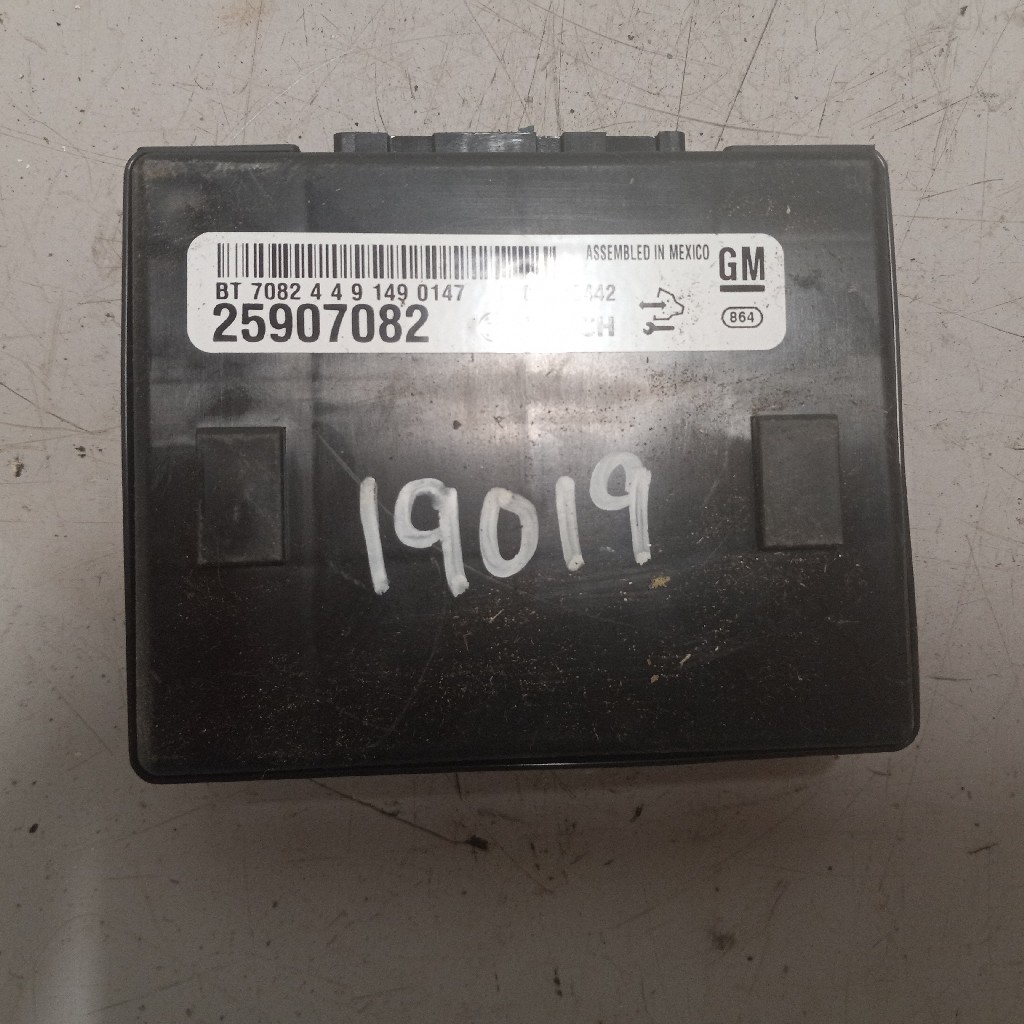 ASSEMBLED IN MEXICO
GM
BT 7082 4 4 9 149 0147
25907082
864
19019